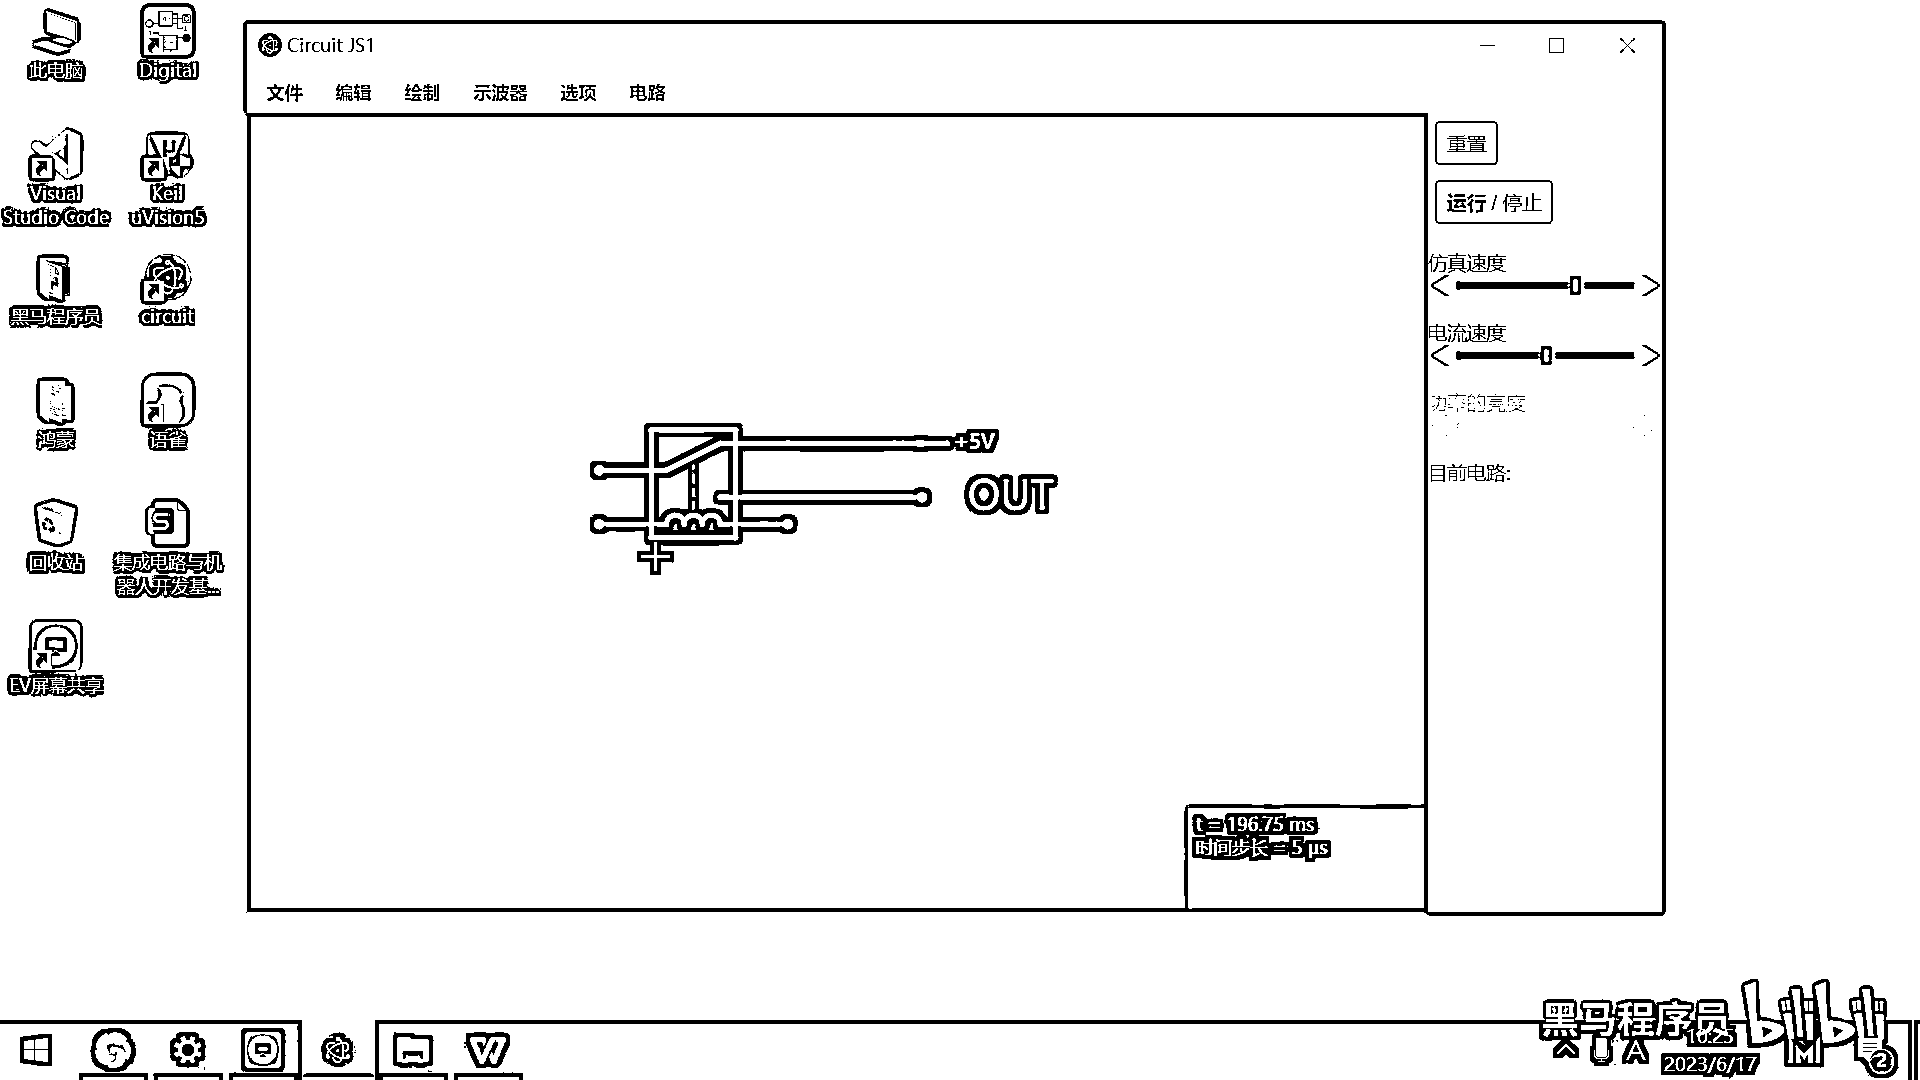 此电脑
Digital
Visual
Studio Code
Keil
uVision5
黑马程序员
circuit
鸿蒙
语雀
回收站
集成电路与机
器人开发基...
EV屏幕共享
Circuit JS1
文件 编辑 绘制 示波器 选项 电路
重置
运行 / 停止
仿真速度
电流速度
功率的亮度
目前电路:
+5V
OUT
t = 196.75 ms
时间步长 = 5 µs
黑马程序员
bilibili
16:25
2023/6/17
2